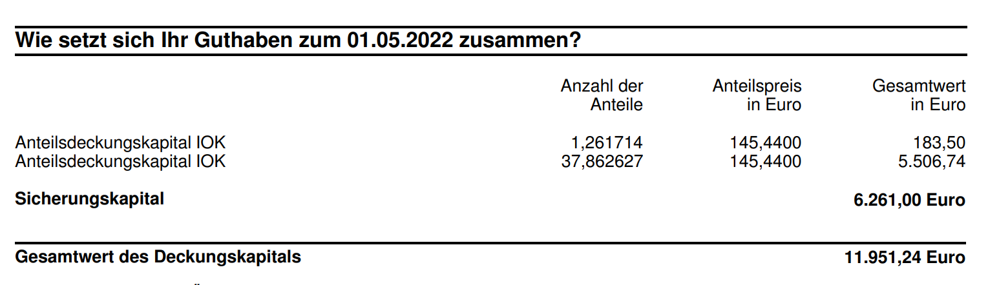 Wie setzt sich Ihr Guthaben zum 01.05.2022 zusammen?
Anzahl der Anteilspreis Gesamtwert
Anteile in Euro in Euro
Anteilsdeckungskapital IOK 1,261714 145,4400 183,50
Anteilsdeckungskapital IOK 37,862627 145,4400 5.506,74
Sicherungskapital 6.261,00 Euro
Gesamtwert des Deckungskapitals 11.951,24 Euro